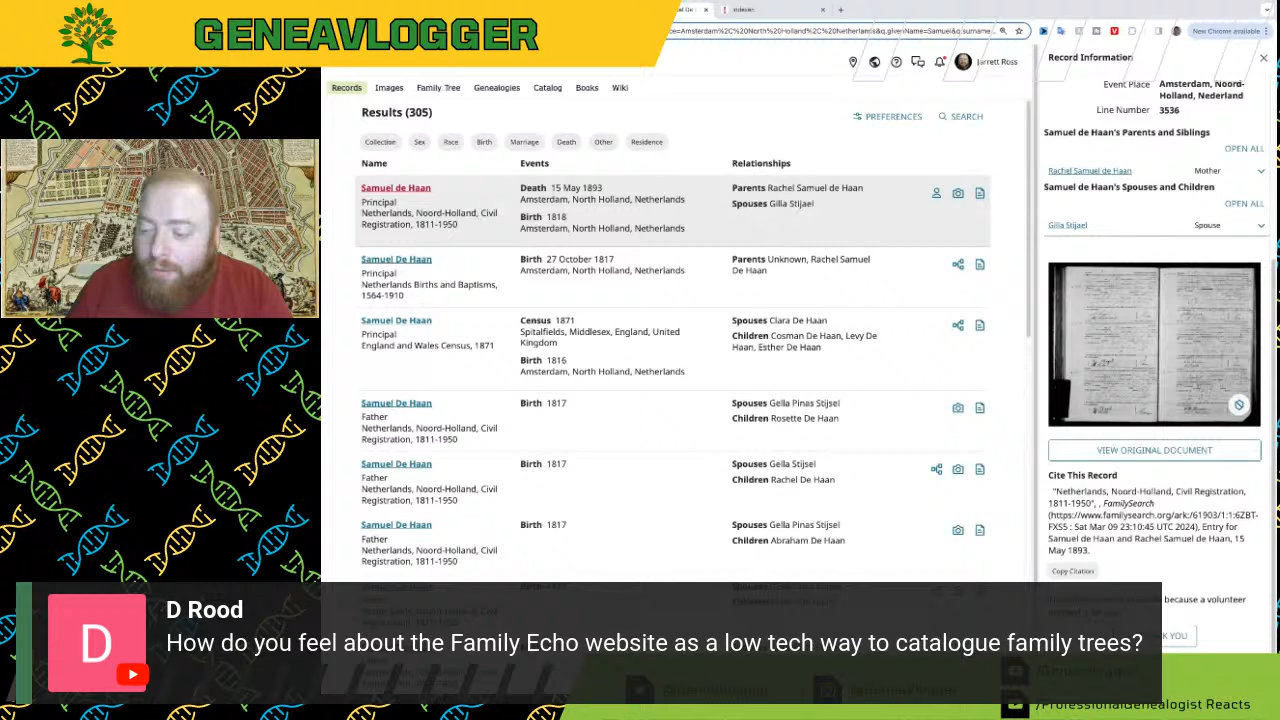 GENEAVLOGGER
New Chrome available
Jarrett Ross
Records Images Family Tree Genealogies Catalog Books Wiki
Results (305)
PREFERENCES SEARCH
Collection Sex Race Birth Marriage Death Other Residence
Name Events Relationships
Samuel de Haan
Principal
Netherlands, Noord-Holland, Civil
Registration, 1811-1950
Death 15 May 1893
Amsterdam, North Holland, Netherlands
Birth 1818
Amsterdam, North Holland, Netherlands
Parents Rachel Samuel de Haan
Spouses Gilla Stijael
Samuel De Haan
Principal
Netherlands Births and Baptisms,
1564-1910
Birth 27 October 1817
Amsterdam, North Holland, Netherlands
Parents Unknown, Rachel Samuel
De Haan
Samuel De Haan
Principal
England and Wales Census, 1871
Census 1871
Spitalfields, Middlesex, England, United
Kingdom
Birth 1816
Amsterdam, North Holland, Netherlands
Spouses Clara De Haan
Children Cosman De Haan, Levy De
Haan, Esther De Haan
Samuel De Haan
Father
Netherlands, Noord-Holland, Civil
Registration, 1811-1950
Birth 1817
Spouses Gella Pinas Stijsel
Children Rosette De Haan
Samuel De Haan
Father
Netherlands, Noord-Holland, Civil
Registration, 1811-1950
Birth 1817
Spouses Gella Stijsel
Children Rachel De Haan
Samuel De Haan
Father
Netherlands, Noord-Holland, Civil
Registration, 1811-1950
Birth 1817
Spouses Gella Pinas Stijsel
Children Abraham De Haan
Record Information
Event Place Amsterdam, Noord-
Holland, Nederland
Line Number 3536
Samuel de Haan's Parents and Siblings
OPEN ALL
Rachel Samuel de Haan Mother
Samuel de Haan's Spouses and Children
OPEN ALL
Gilla Stijael Spouse
VIEW ORIGINAL DOCUMENT
Cite This Record
"Netherlands, Noord-Holland, Civil Registration,
1811-1950", , FamilySearch
(https://www.familysearch.org/ark:/61903/1:1:6ZBT-
FXS5 : Sat Mar 09 23:10:45 UTC 2024), Entry for
Samuel de Haan and Rachel Samuel de Haan, 15
May 1893.
Copy Citation
because a volunteer
YOU
D
D Rood
How do you feel about the Family Echo website as a low tech way to catalogue family trees?
/ProfessionalGenealogist Reacts